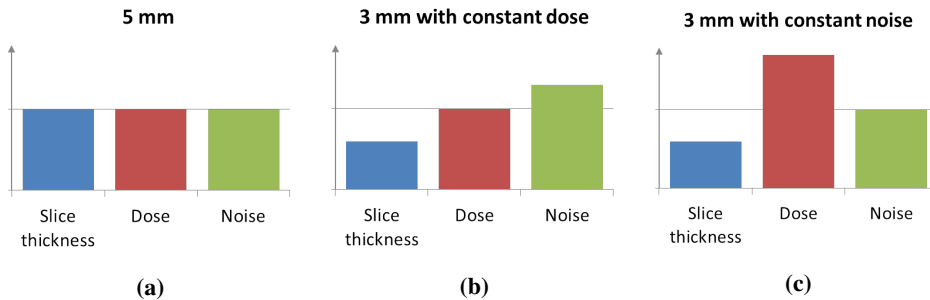 5 mm
Slice
thickness
Dose
Noise
(a)
3 mm with constant dose
Slice
thickness
Dose
Noise
(b)
3 mm with constant noise
Slice
thickness
Dose
Noise
(c)